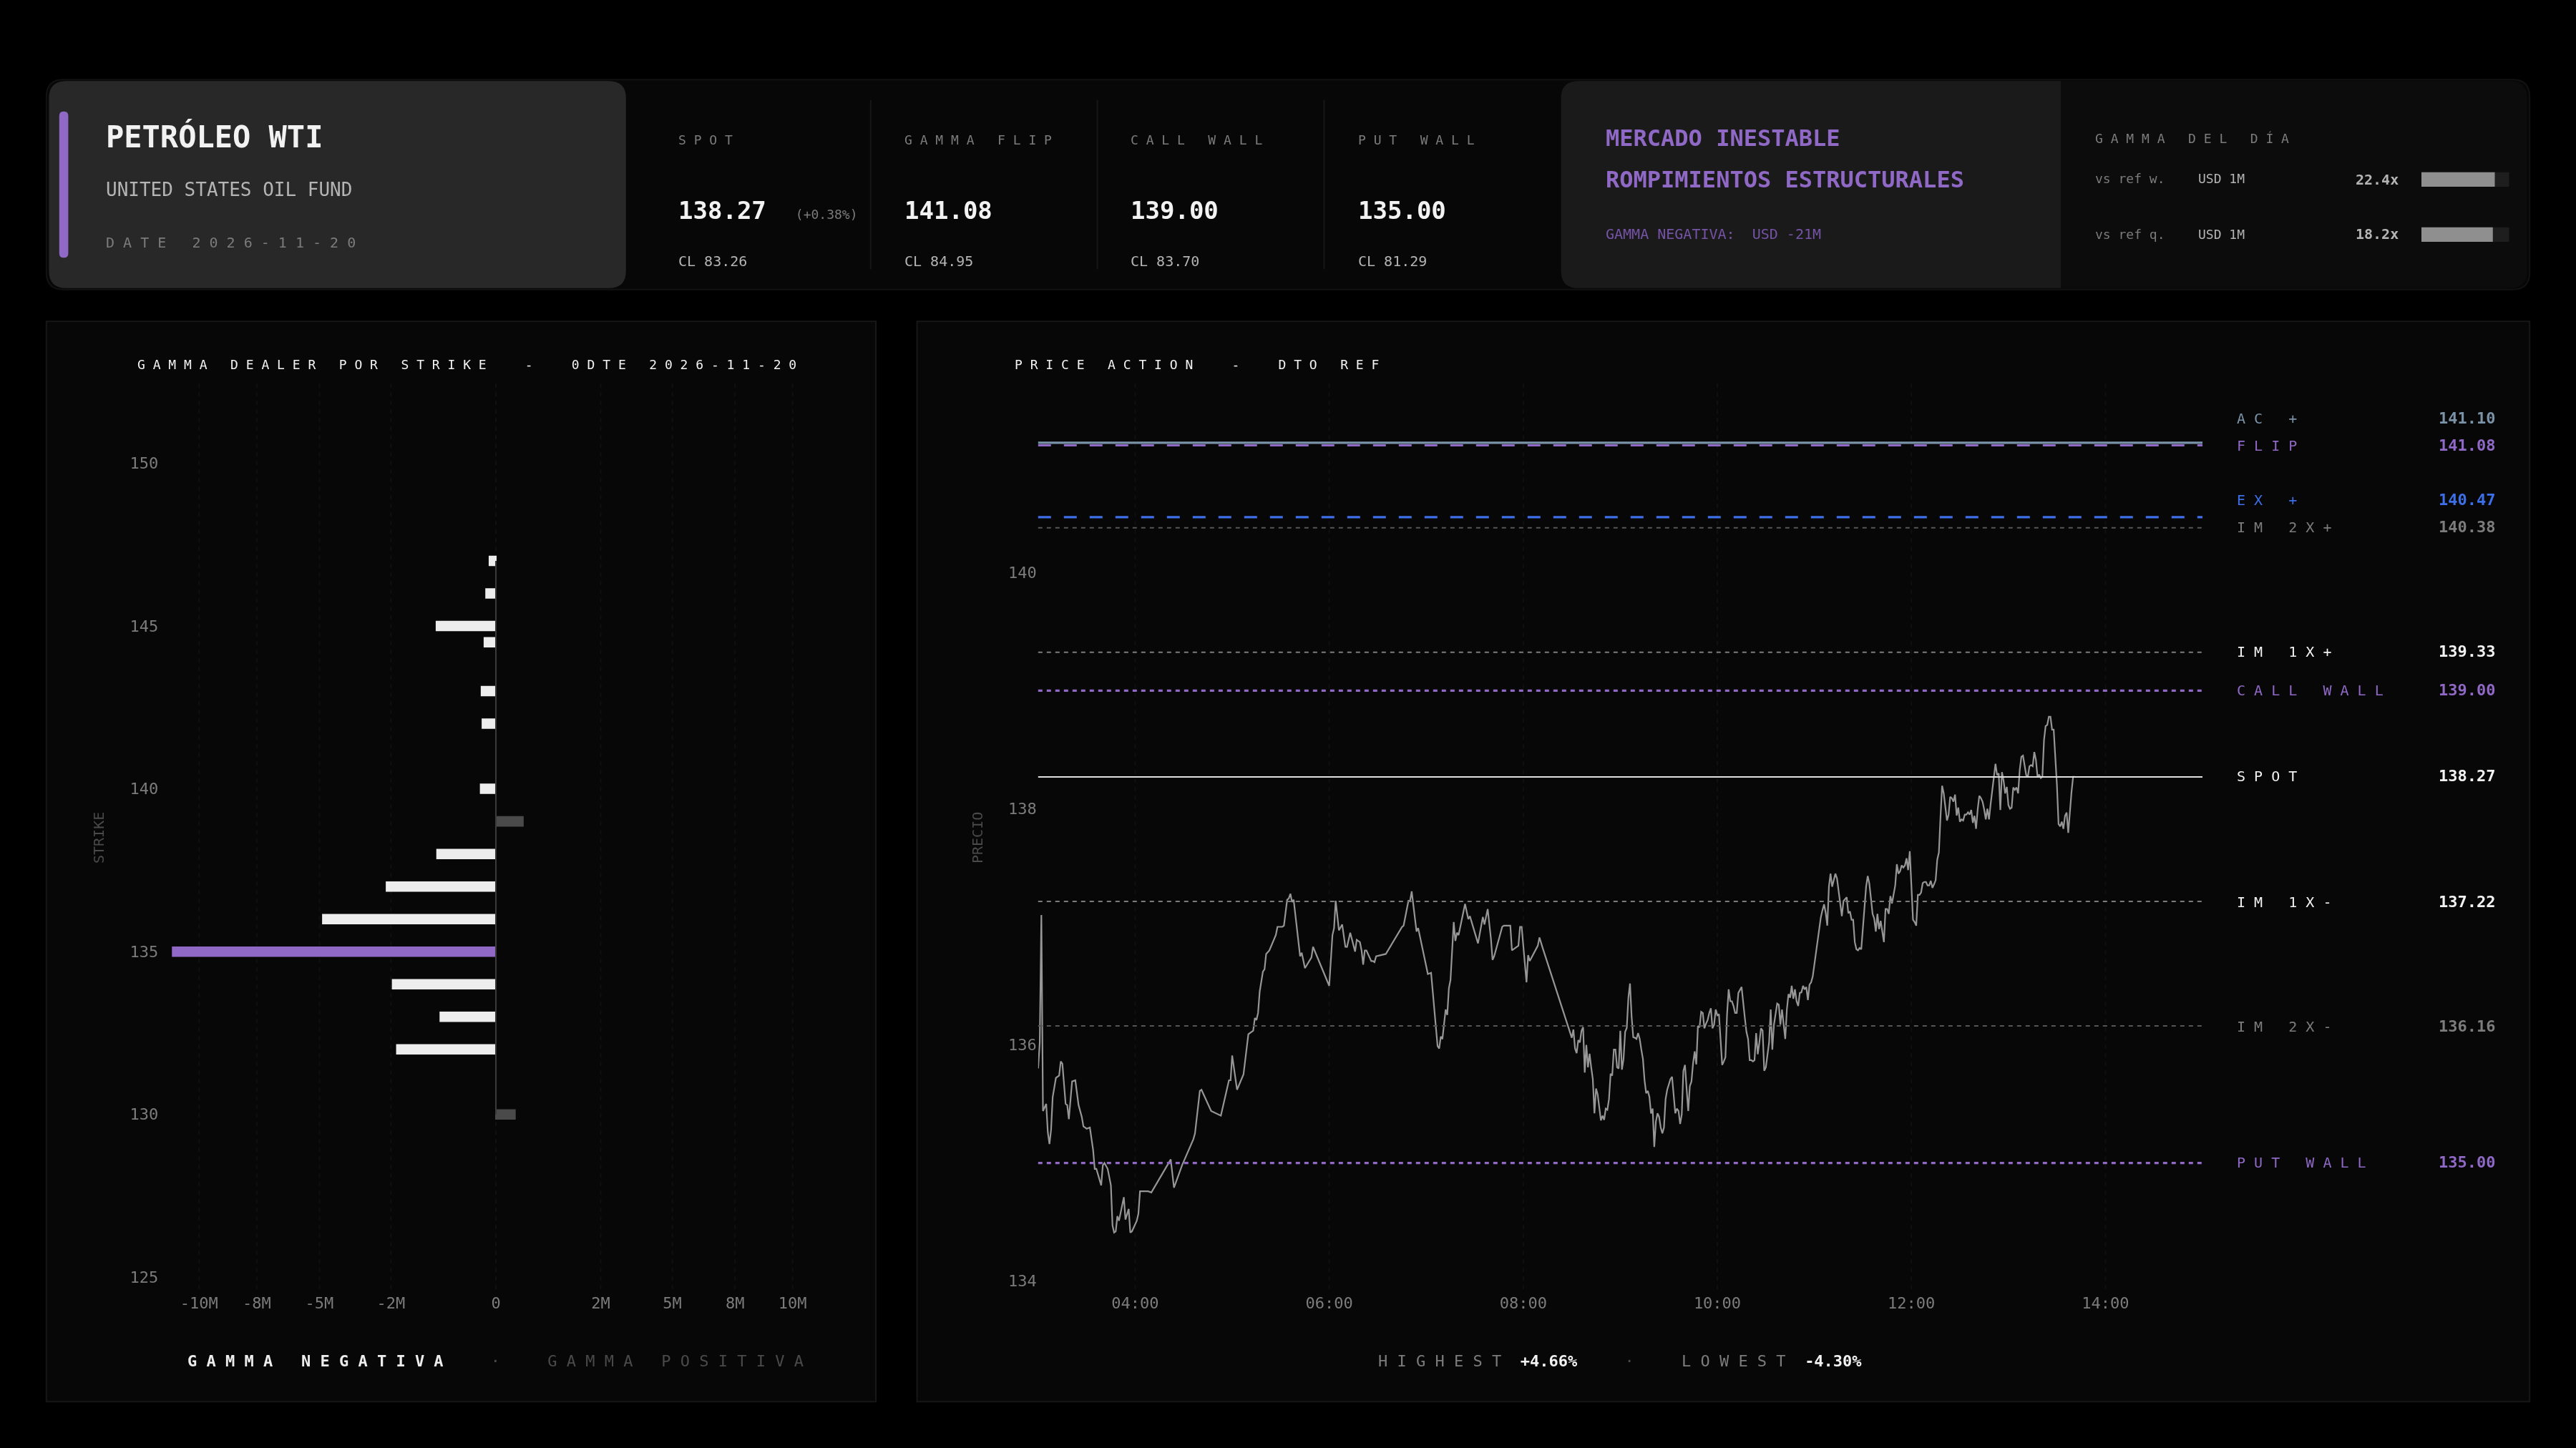 PETRÓLEO WTI
UNITED STATES OIL FUND
DATE 2026-11-20
SPOT
138.27 (+0.38%)
CL 83.26
GAMMA FLIP
141.08
CL 84.95
CALL WALL
139.00
CL 83.70
PUT WALL
135.00
CL 81.29
MERCADO INESTABLE
ROMPIMIENTOS ESTRUCTURALES
GAMMA NEGATIVA: USD -21M
GAMMA DEL DÍA
vs ref w. USD 1M 22.4x
vs ref q. USD 1M 18.2x
GAMMA DEALER POR STRIKE - 0DTE 2026-11-20
STRIKE
150
145
140
135
130
125
-10M -8M -5M -2M 0 2M 5M 8M 10M
GAMMA NEGATIVA · GAMMA POSITIVA
PRICE ACTION - DTO REF
PRECIO
140
138
136
134
04:00 06:00 08:00 10:00 12:00 14:00
AC + 141.10
FLIP 141.08
EX + 140.47
IM 2X+ 140.38
IM 1X+ 139.33
CALL WALL 139.00
SPOT 138.27
IM 1X- 137.22
IM 2X- 136.16
PUT WALL 135.00
HIGHEST +4.66% · LOWEST -4.30%